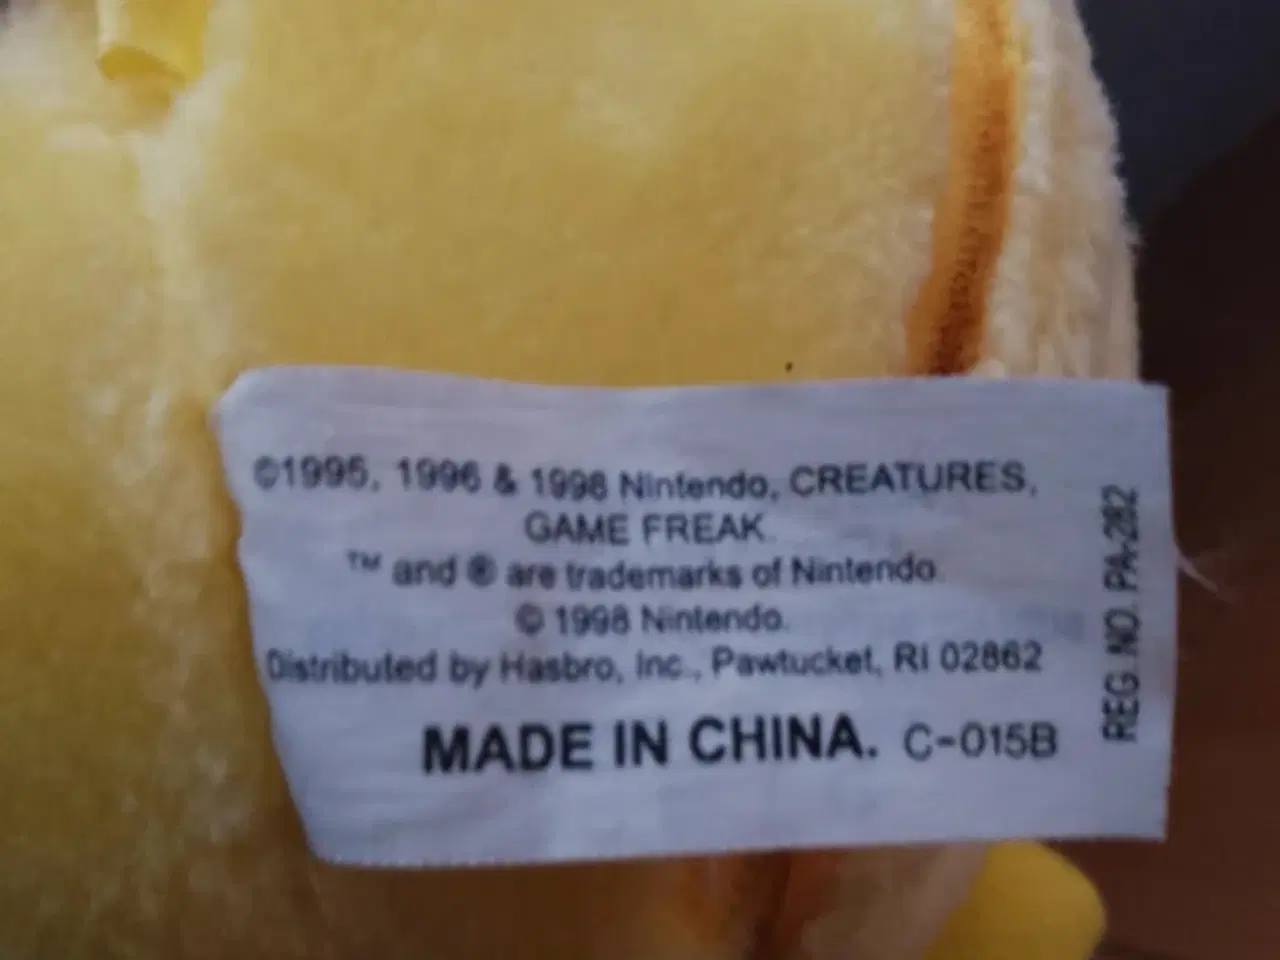 ©1995, 1996 & 1998 Nintendo, CREATURES,
GAME FREAK.
™ and ® are trademarks of Nintendo.
© 1998 Nintendo.
Distributed by Hasbro, Inc., Pawtucket, RI 02862
MADE IN CHINA. C-015B
REG. NO. PA-282